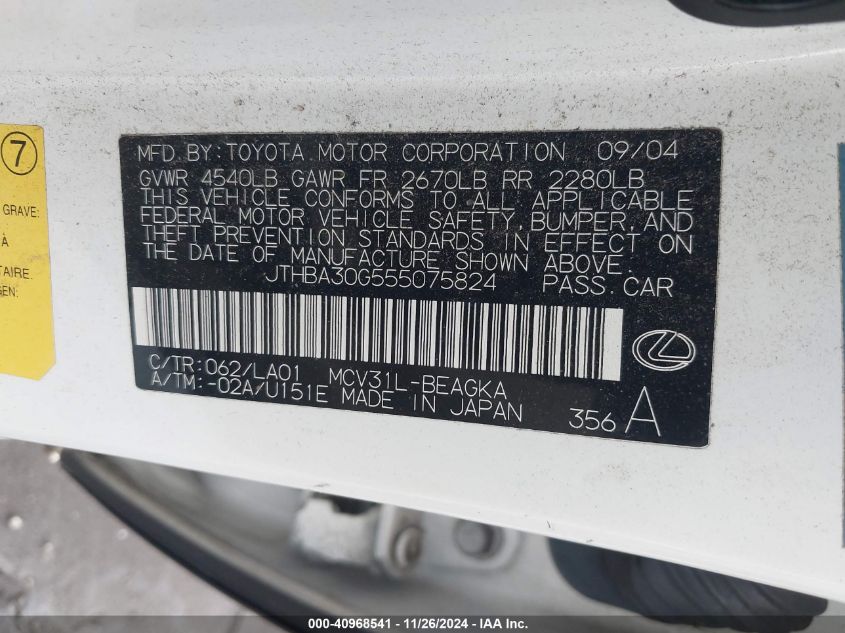 7
GRAVE:
À
TAIRE.
GEN:
MFD. BY: TOYOTA MOTOR CORPORATION 09/04
GVWR 4540LB GAWR FR 2670LB RR 2280LB
THIS VEHICLE CONFORMS TO ALL APPLICABLE
FEDERAL MOTOR VEHICLE SAFETY, BUMPER, AND
THEFT PREVENTION STANDARDS IN EFFECT ON
THE DATE OF MANUFACTURE SHOWN ABOVE.
JTHBA30G555075824 PASS. CAR
C/TR: 062/LA01 MCV31L-BEAGKA
A/TM: -02A/U151E MADE IN JAPAN 356 A
000-40968541 | 11/26/2024 | IAA Inc.